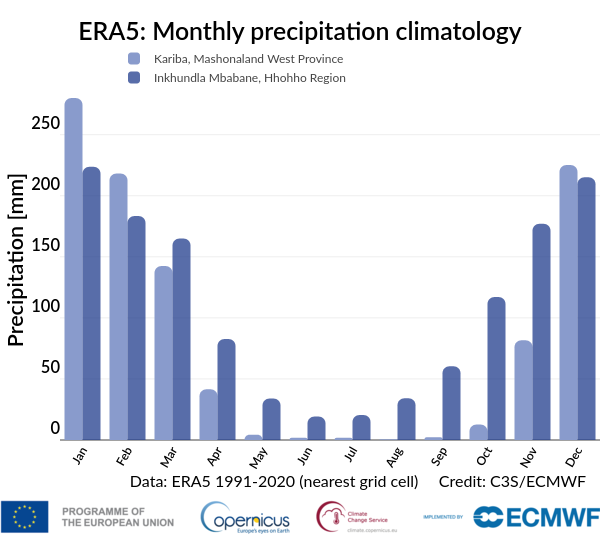 ERA5: Monthly precipitation climatology
Kariba, Mashonaland West Province
Inkhundla Mbabane, Hhohho Region
Precipitation [mm]
250
200
150
100
50
0
Jan Feb Mar Apr May Jun Jul Aug Sep Oct Nov Dec
Data: ERA5 1991-2020 (nearest grid cell) Credit: C3S/ECMWF
PROGRAMME OF
THE EUROPEAN UNION
opernicus
Europe's eyes on Earth
Climate
Change Service
climate.copernicus.eu
IMPLEMENTED BY
ECMWF